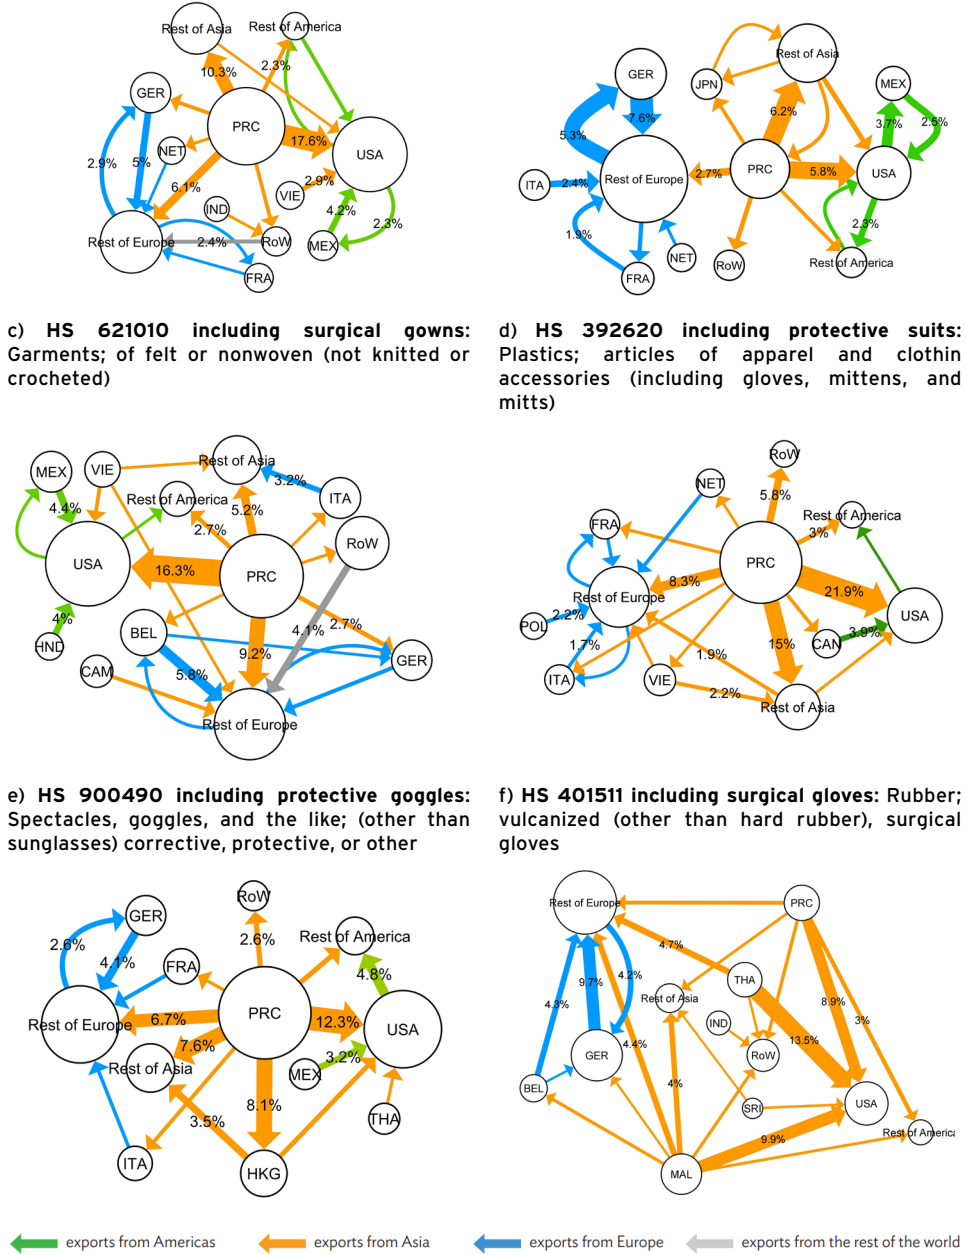 Rest of Asia
Rest of America
10.3%
2.3%
GER
PRC
17.6%
USA
NET
2.9%
5%
6.1%
VIE
2.9%
IND
4.2%
2.3%
Rest of Europe
2.4%
RoW
MEX
FRA
Rest of Asia
GER
JPN
MEX
7.6%
5.3%
6.2%
3.7%
2.5%
ITA
2.4%
Rest of Europe
2.7%
PRC
5.8%
USA
1.9%
2.3%
NET
RoW
Rest of America
FRA
c) HS 621010 including surgical gowns:
Garments; of felt or nonwoven (not knitted or
crocheted)
d) HS 392620 including protective suits:
Plastics; articles of apparel and clothin
accessories (including gloves, mittens, and
mitts)
MEX
VIE
Rest of Asia
3.2%
ITA
4.4%
Rest of America
5.2%
2.7%
RoW
USA
16.3%
PRC
4%
HND
BEL
4.1%
2.7%
9.2%
GER
CAM
5.8%
Rest of Europe
RoW
NET
5.8%
Rest of America
FRA
3%
PRC
8.3%
21.9%
Rest of Europe
2.2%
POL
USA
1.7%
CAN
3.9%
15%
1.9%
ITA
VIE
2.2%
Rest of Asia
e) HS 900490 including protective goggles:
Spectacles, goggles, and the like; (other than
sunglasses) corrective, protective, or other
f) HS 401511 including surgical gloves: Rubber;
vulcanized (other than hard rubber), surgical
gloves
RoW
GER
2.6%
2.6%
Rest of America
4.1%
FRA
4.8%
PRC
Rest of Europe
6.7%
12.3%
USA
7.6%
Rest of Asia
3.2%
MEX
8.1%
3.5%
THA
ITA
HKG
Rest of Europe
PRC
4.7%
9.7%
4.2%
THA
4.3%
Rest of Asia
8.9%
IND
3%
4.4%
13.5%
GER
RoW
4%
BEL
SRI
USA
9.9%
Rest of America
MAL
exports from Americas
exports from Asia
exports from Europe
exports from the rest of the world